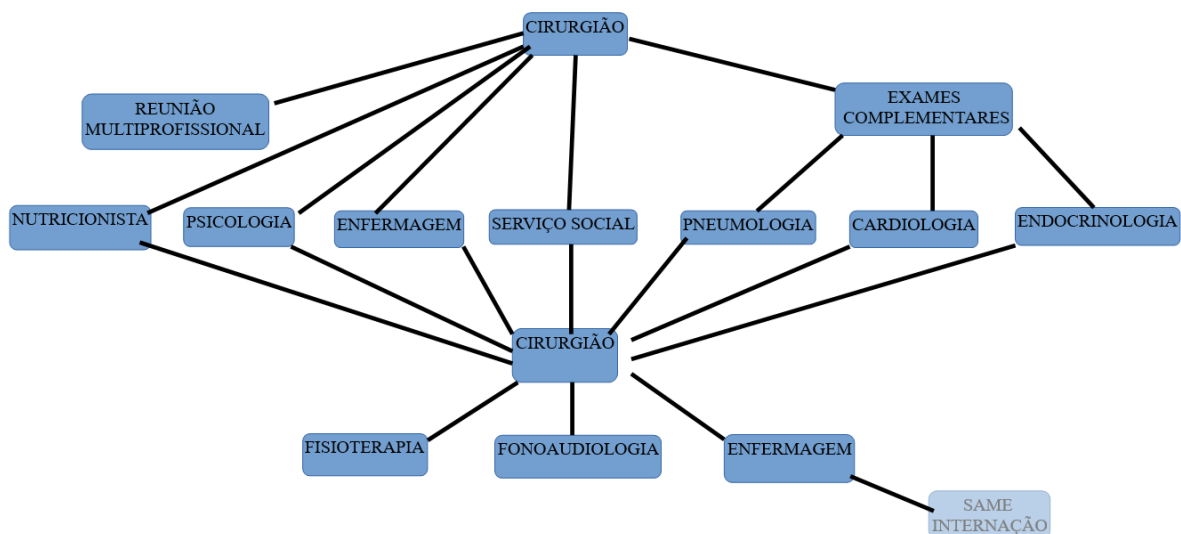 CIRURGIÃO
REUNIÃO
MULTIPROFISSIONAL
EXAMES
COMPLEMENTARES
NUTRICIONISTA
PSICOLOGIA
ENFERMAGEM
SERVIÇO SOCIAL
PNEUMOLOGIA
CARDIOLOGIA
ENDOCRINOLOGIA
CIRURGIÃO
FISIOTERAPIA
FONOAUDIOLOGIA
ENFERMAGEM
SAME
INTERNAÇÃO